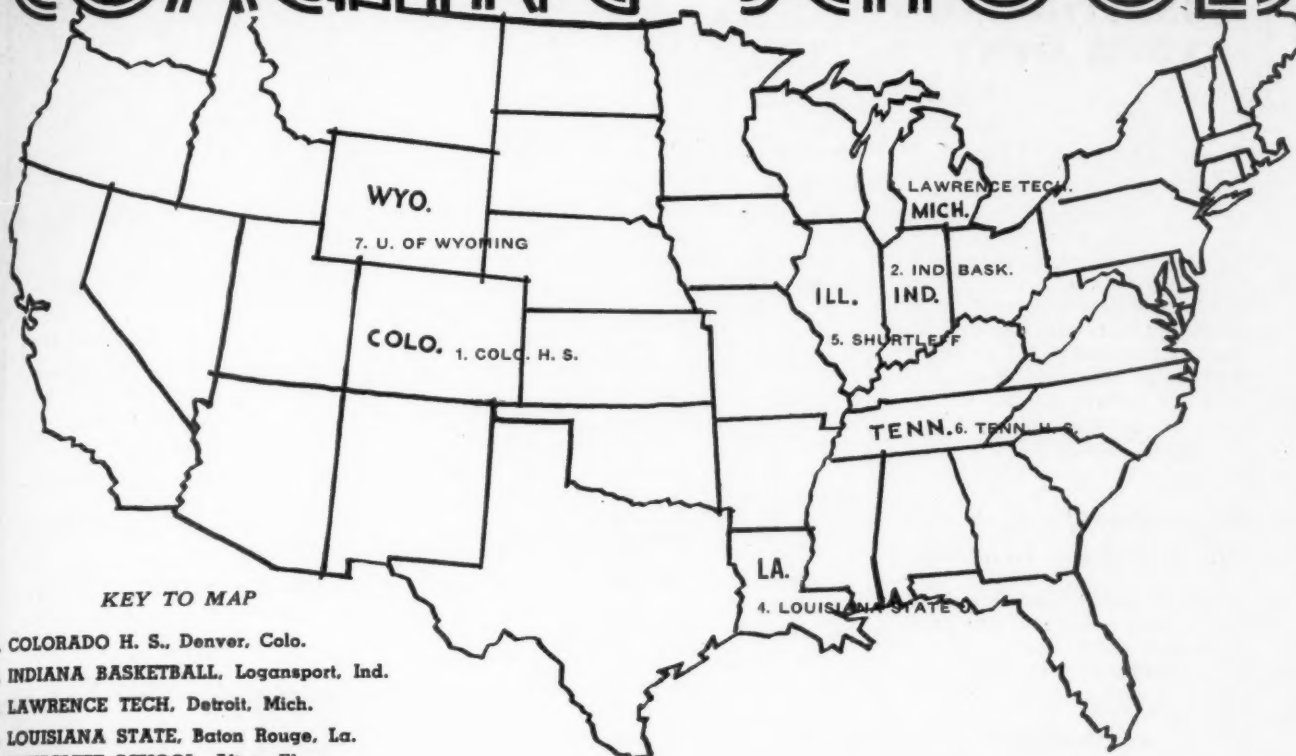 COACHING SCHOOLS
WYO.
7. U. OF WYOMING
COLO.
1. COLO. H. S.
LAWRENCE TECH.
MICH.
2. IND. BASK.
IND.
ILL.
5. SHURTLEFF
TENN.
6. TENN. H. S.
LA.
4. LOUISIANA STATE U.
KEY TO MAP
COLORADO H. S., Denver, Colo.
INDIANA BASKETBALL, Logansport, Ind.
LAWRENCE TECH, Detroit, Mich.
LOUISIANA STATE, Baton Rouge, La.